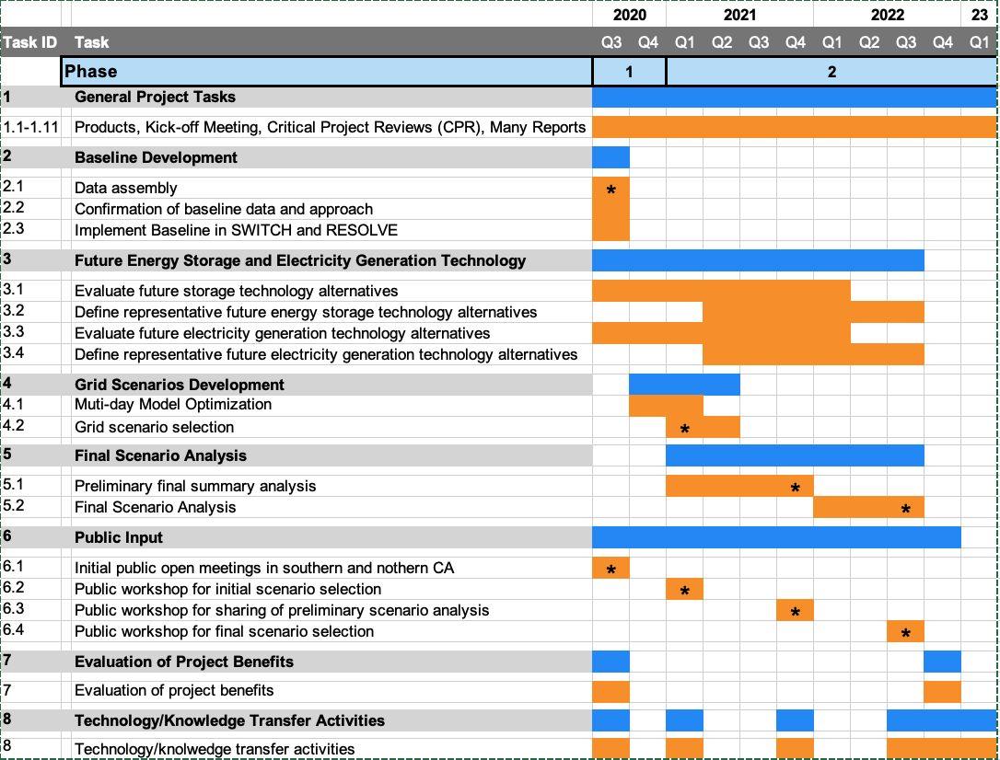 2020 2021 2022 23
Task ID Task Q3 Q4 Q1 Q2 Q3 Q4 Q1 Q2 Q3 Q4 Q1
Phase 1 2
1 General Project Tasks
1.1-1.11 Products, Kick-off Meeting, Critical Project Reviews (CPR), Many Reports
2 Baseline Development
2.1 Data assembly *
2.2 Confirmation of baseline data and approach
2.3 Implement Baseline in SWITCH and RESOLVE
3 Future Energy Storage and Electricity Generation Technology
3.1 Evaluate future storage technology alternatives
3.2 Define representative future energy storage technology alternatives
3.3 Evaluate future electricity generation technology alternatives
3.4 Define representative future electricity generation technology alternatives
4 Grid Scenarios Development
4.1 Muti-day Model Optimization
4.2 Grid scenario selection *
5 Final Scenario Analysis
5.1 Preliminary final summary analysis *
5.2 Final Scenario Analysis *
6 Public Input
6.1 Initial public open meetings in southern and nothern CA *
6.2 Public workshop for initial scenario selection *
6.3 Public workshop for sharing of preliminary scenario analysis *
6.4 Public workshop for final scenario selection *
7 Evaluation of Project Benefits
7 Evaluation of project benefits
8 Technology/Knowledge Transfer Activities
8 Technology/knolwedge transfer activities